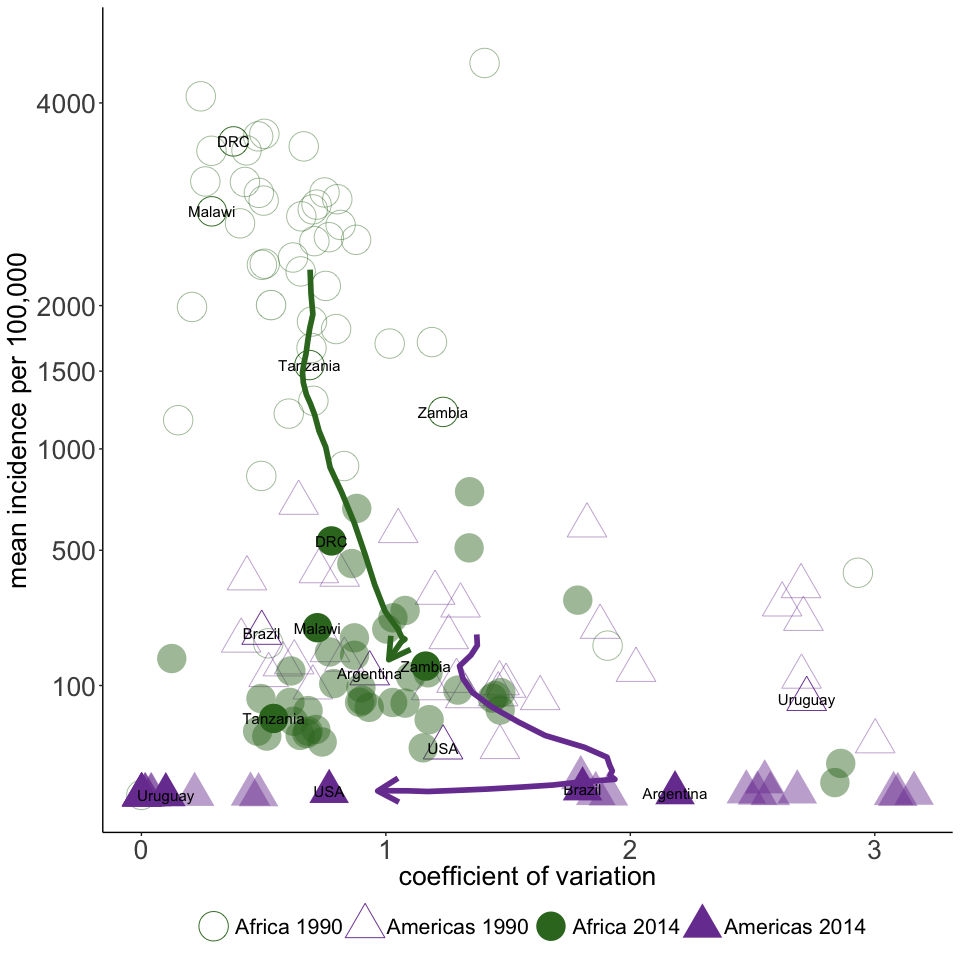 4000
DRC
Malawi
2000
1500
Tanzania
Zambia
1000
mean incidence per 100,000
500
DRC
Malawi
Brazil
Zambia
Argentina
100
Uruguay
Tanzania
USA
Uruguay
USA
Brazil
Argentina
0 1 2 3
coefficient of variation
Africa 1990 Americas 1990 Africa 2014 Americas 2014